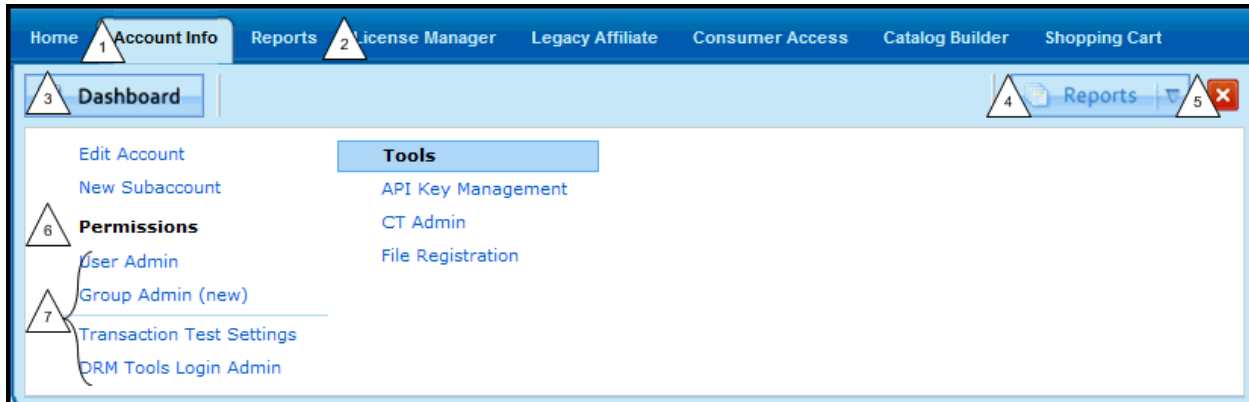 Home 1 Account Info Reports 2 License Manager Legacy Affiliate Consumer Access Catalog Builder Shopping Cart
3 Dashboard 4 Reports 5
Edit Account Tools
New Subaccount API Key Management
6 Permissions CT Admin
User Admin File Registration
Group Admin (new)
7
Transaction Test Settings
DRM Tools Login Admin